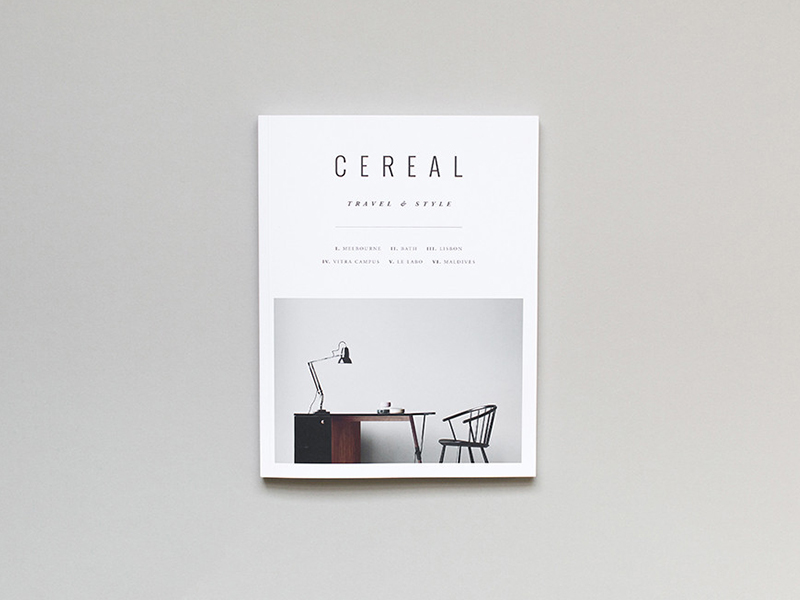 CEREAL
TRAVEL & STYLE
I. MELBOURNE II. BATH III. LISBON
IV. VITRA CAMPUS V. LE LABO VI. MALDIVES